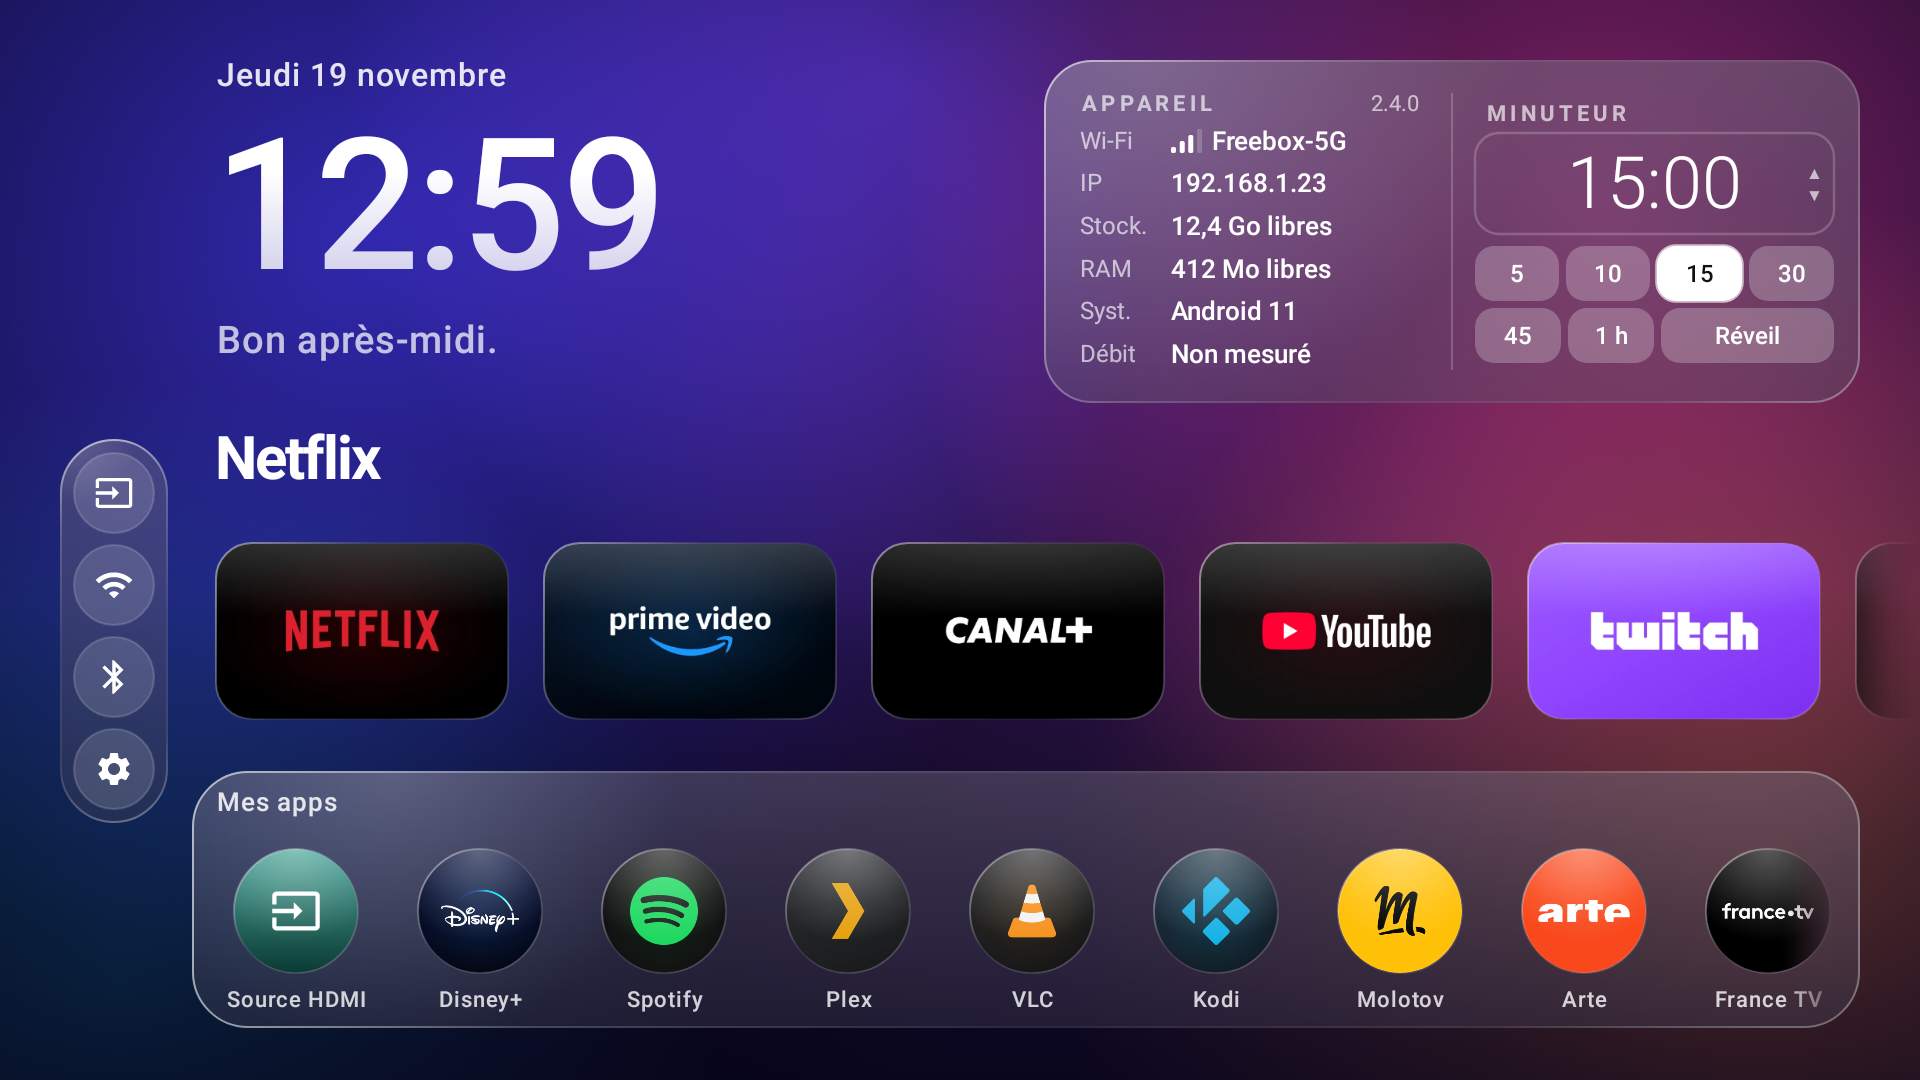 Jeudi 19 novembre
12:59
Bon après-midi.
APPAREIL 2.4.0
Wi-Fi Freebox-5G
IP 192.168.1.23
Stock. 12,4 Go libres
RAM 412 Mo libres
Syst. Android 11
Débit Non mesuré
MINUTEUR
15:00
5 10 15 30
45 1 h Réveil
Netflix
NETFLIX prime video CANAL+ YouTube twitch
Mes apps
Disney+ M. arte france•tv
Source HDMI Disney+ Spotify Plex VLC Kodi Molotov Arte France TV